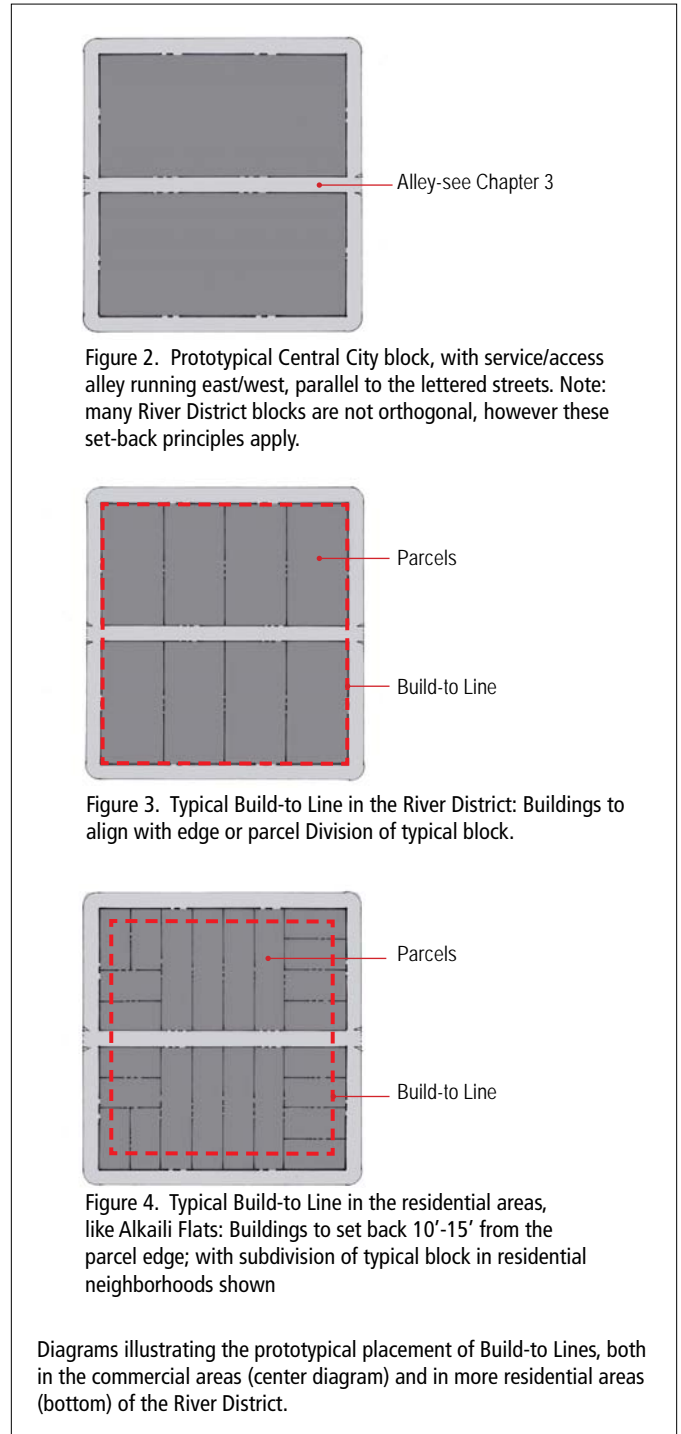 Alley-see Chapter 3
Figure 2. Prototypical Central City block, with service/access
alley running east/west, parallel to the lettered streets. Note:
many River District blocks are not orthogonal, however these
set-back principles apply.
Parcels
Build-to Line
Figure 3. Typical Build-to Line in the River District: Buildings to
align with edge or parcel Division of typical block.
Parcels
Build-to Line
Figure 4. Typical Build-to Line in the residential areas,
like Alkaili Flats: Buildings to set back 10’-15’ from the
parcel edge; with subdivision of typical block in residential
neighborhoods shown
Diagrams illustrating the prototypical placement of Build-to Lines, both
in the commercial areas (center diagram) and in more residential areas
(bottom) of the River District.